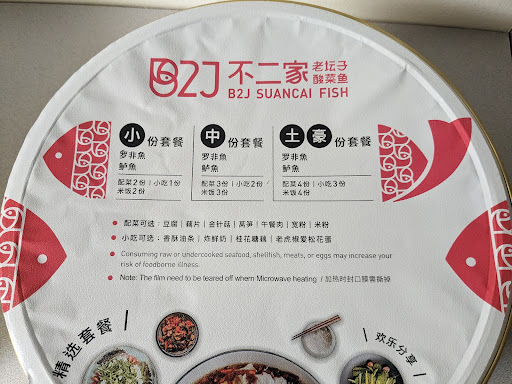 B2J 不二家 老坛子
酸菜鱼
B2J SUANCAI FISH
小份套餐
罗非鱼
鲈鱼
配菜2份 | 小吃1份
米饭2份
中份套餐
罗非鱼
鲈鱼
配菜3份 | 小吃2份
米饭3份
土豪份套餐
罗非鱼
鲈鱼
配菜4份 | 小吃3份
米饭4份
配菜可选：豆腐 | 藕片 | 金针菇 | 莴笋 | 午餐肉 | 宽粉 | 米粉
小吃可选：香酥油条 | 炸鲜奶 | 桂花糖藕 | 老虎椒爱松花蛋
Consuming raw or undercooked seafood, shellfish, meats, or eggs may increase your
risk of foodborne illness.
Note: The film need to be teared off whern Microwave heating / 加热时封口膜需撕掉
精选套餐
欢乐分享